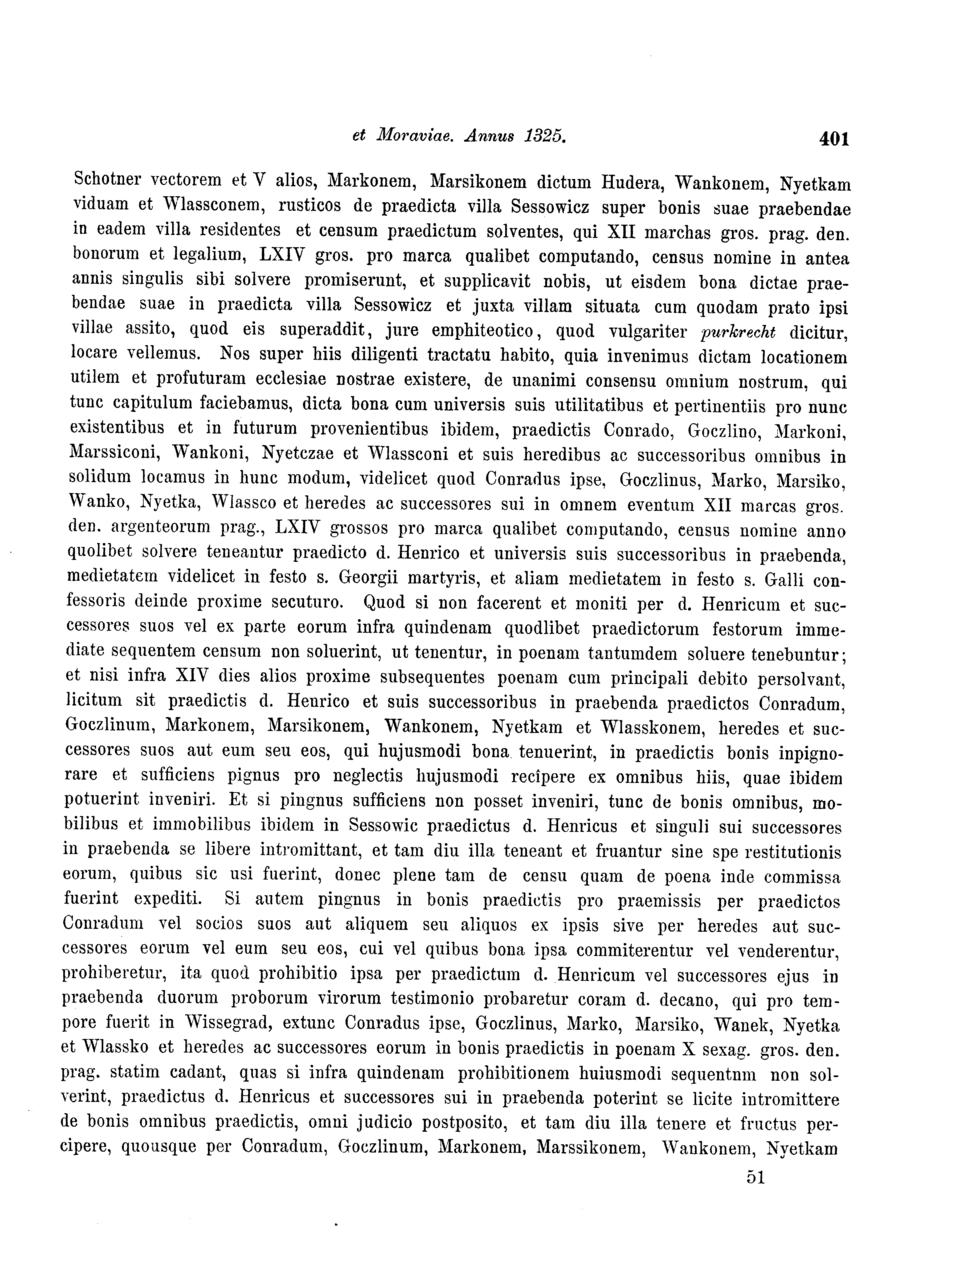 et Moraviae. Annus 1325.
401
Schotner vectorem et V alios, Markonem, Marsikonem dictum Hudera, Wankonem, Nyetkam
viduam et Wlassconem, rusticos de praedicta villa Sessowicz super bonis suae praebendae
in eadem villa residentes et censum praedictum solventes, qui XII marchas gros. prag. den.
bonorum et legalium, LXIV gros. pro marca qualibet computando, census nomine in antea
annis singulis sibi solvere promiserunt, et supplicavit nobis, ut eisdem bona dictae prae-
bendae suae in praedicta villa Sessowicz et juxta villam situata cum quodam prato ipsi
villae assito, quod eis superaddit, jure emphiteotico, quod vulgariter purkrecht dicitur,
locare vellemus. Nos super hiis diligenti tractatu habito, quia invenimus dictam locationem
utilem et profuturam ecclesiae nostrae existere, de unanimi consensu omnium nostrum, qui
tunc capitulum faciebamus, dicta bona cum universis suis utilitatibus et pertinentiis pro nunc
existentibus et in futurum provenientibus ibidem, praedictis Conrado, Goczlino, Markoni,
Marssiconi, Wankoni, Nyetczae et Wlassconi et suis heredibus ac successoribus omnibus in
solidum locamus in hunc modum, videlicet quod Conradus ipse, Goczlinus, Marko, Marsiko,
Wanko, Nyetka, Wlassco et heredes ac successores sui in omnem eventum XII marcas gros.
den. argenteorum prag., LXIV grossos pro marca qualibet computando, census nomine anno
quolibet solvere teneantur praedicto d. Henrico et universis suis successoribus in praebenda,
medietatem videlicet in festo s. Georgii martyris, et aliam medietatem in festo s. Galli con-
fessoris deinde proxime secuturo. Quod si non facerent et moniti per d. Henricum et suc-
cessores suos vel ex parte eorum infra quindenam quodlibet praedictorum festorum imme-
diate sequentem censum non soluerint, ut tenentur, in poenam tantumdem soluere tenebuntur;
et nisi infra XIV dies alios proxime subsequentes poenam cum principali debito persolvant,
licitum sit praedictis d. Henrico et suis successoribus in praebenda praedictos Conradum,
Goczlinum, Markonem, Marsikonem, Wankonem, Nyetkam et Wlasskonem, heredes et suc-
cessores suos aut eum seu eos, qui hujusmodi bona tenuerint, in praedictis bonis inpigno-
rare et sufficiens pignus pro neglectis hujusmodi recipere ex omnibus hiis, quae ibidem
potuerint inveniri. Et si pingnus sufficiens non posset inveniri, tunc de bonis omnibus, mo-
bilibus et immobilibus ibidem in Sessowic praedictus d. Henricus et singuli sui successores
in praebenda se libere intromittant, et tam diu illa teneant et fruantur sine spe restitutionis
eorum, quibus sic usi fuerint, donec plene tam de censu quam de poena inde commissa
fuerint expediti. Si autem pingnus in bonis praedictis pro praemissis per praedictos
Conradum vel socios suos aut aliquem seu aliquos ex ipsis sive per heredes aut suc-
cessores eorum vel eum seu eos, cui vel quibus bona ipsa commiterentur vel venderentur,
prohiberetur, ita quod prohibitio ipsa per praedictum d. Henricum vel successores ejus in
praebenda duorum proborum virorum testimonio probaretur coram d. decano, qui pro tem-
pore fuerit in Wissegrad, extunc Conradus ipse, Goczlinus, Marko, Marsiko, Wanek, Nyetka
et Wlassko et heredes ac successores eorum in bonis praedictis in poenam X sexag. gros. den.
prag. statim cadant, quas si infra quindenam prohibitionem huiusmodi sequentnm non sol-
verint, praedictus d. Henricus et successores sui in praebenda poterint se licite intromittere
de bonis omnibus praedictis, omni judicio postposito, et tam diu illa tenere et fructus per-
cipere, quousque per Conradum, Goczlinum, Markonem, Marssikonem, Wankonem, Nyetkam
51